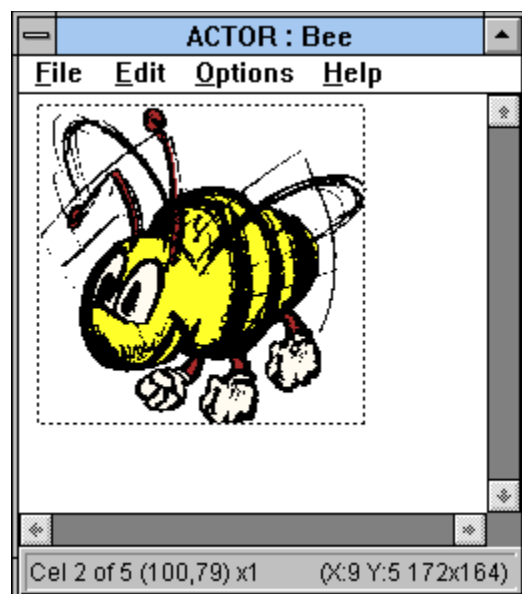 ACTOR : Bee
File Edit Options Help
Cel 2 of 5 (100,79) x1 (X:9 Y:5 172x164)